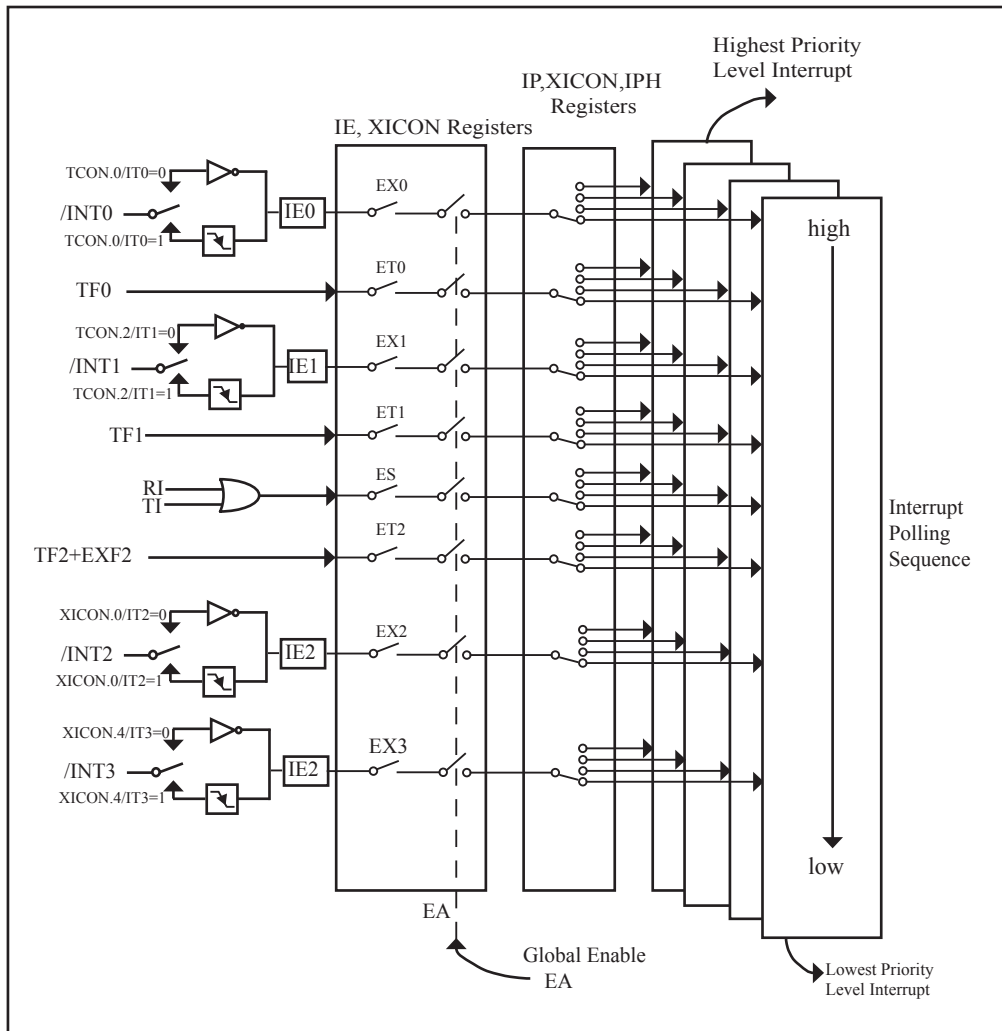 Highest Priority
Level Interrupt
IP,XICON,IPH
Registers
IE, XICON Registers
TCON.0/IT0=0
/INT0
TCON.0/IT0=1
IE0
EX0
high
TF0
ET0
TCON.2/IT1=0
/INT1
TCON.2/IT1=1
IE1
EX1
TF1
ET1
RI
TI
ES
Interrupt
Polling
Sequence
TF2+EXF2
ET2
XICON.0/IT2=0
/INT2
XICON.0/IT2=1
IE2
EX2
XICON.4/IT3=0
/INT3
XICON.4/IT3=1
IE2
EX3
low
EA
Global Enable
EA
Lowest Priority
Level Interrupt